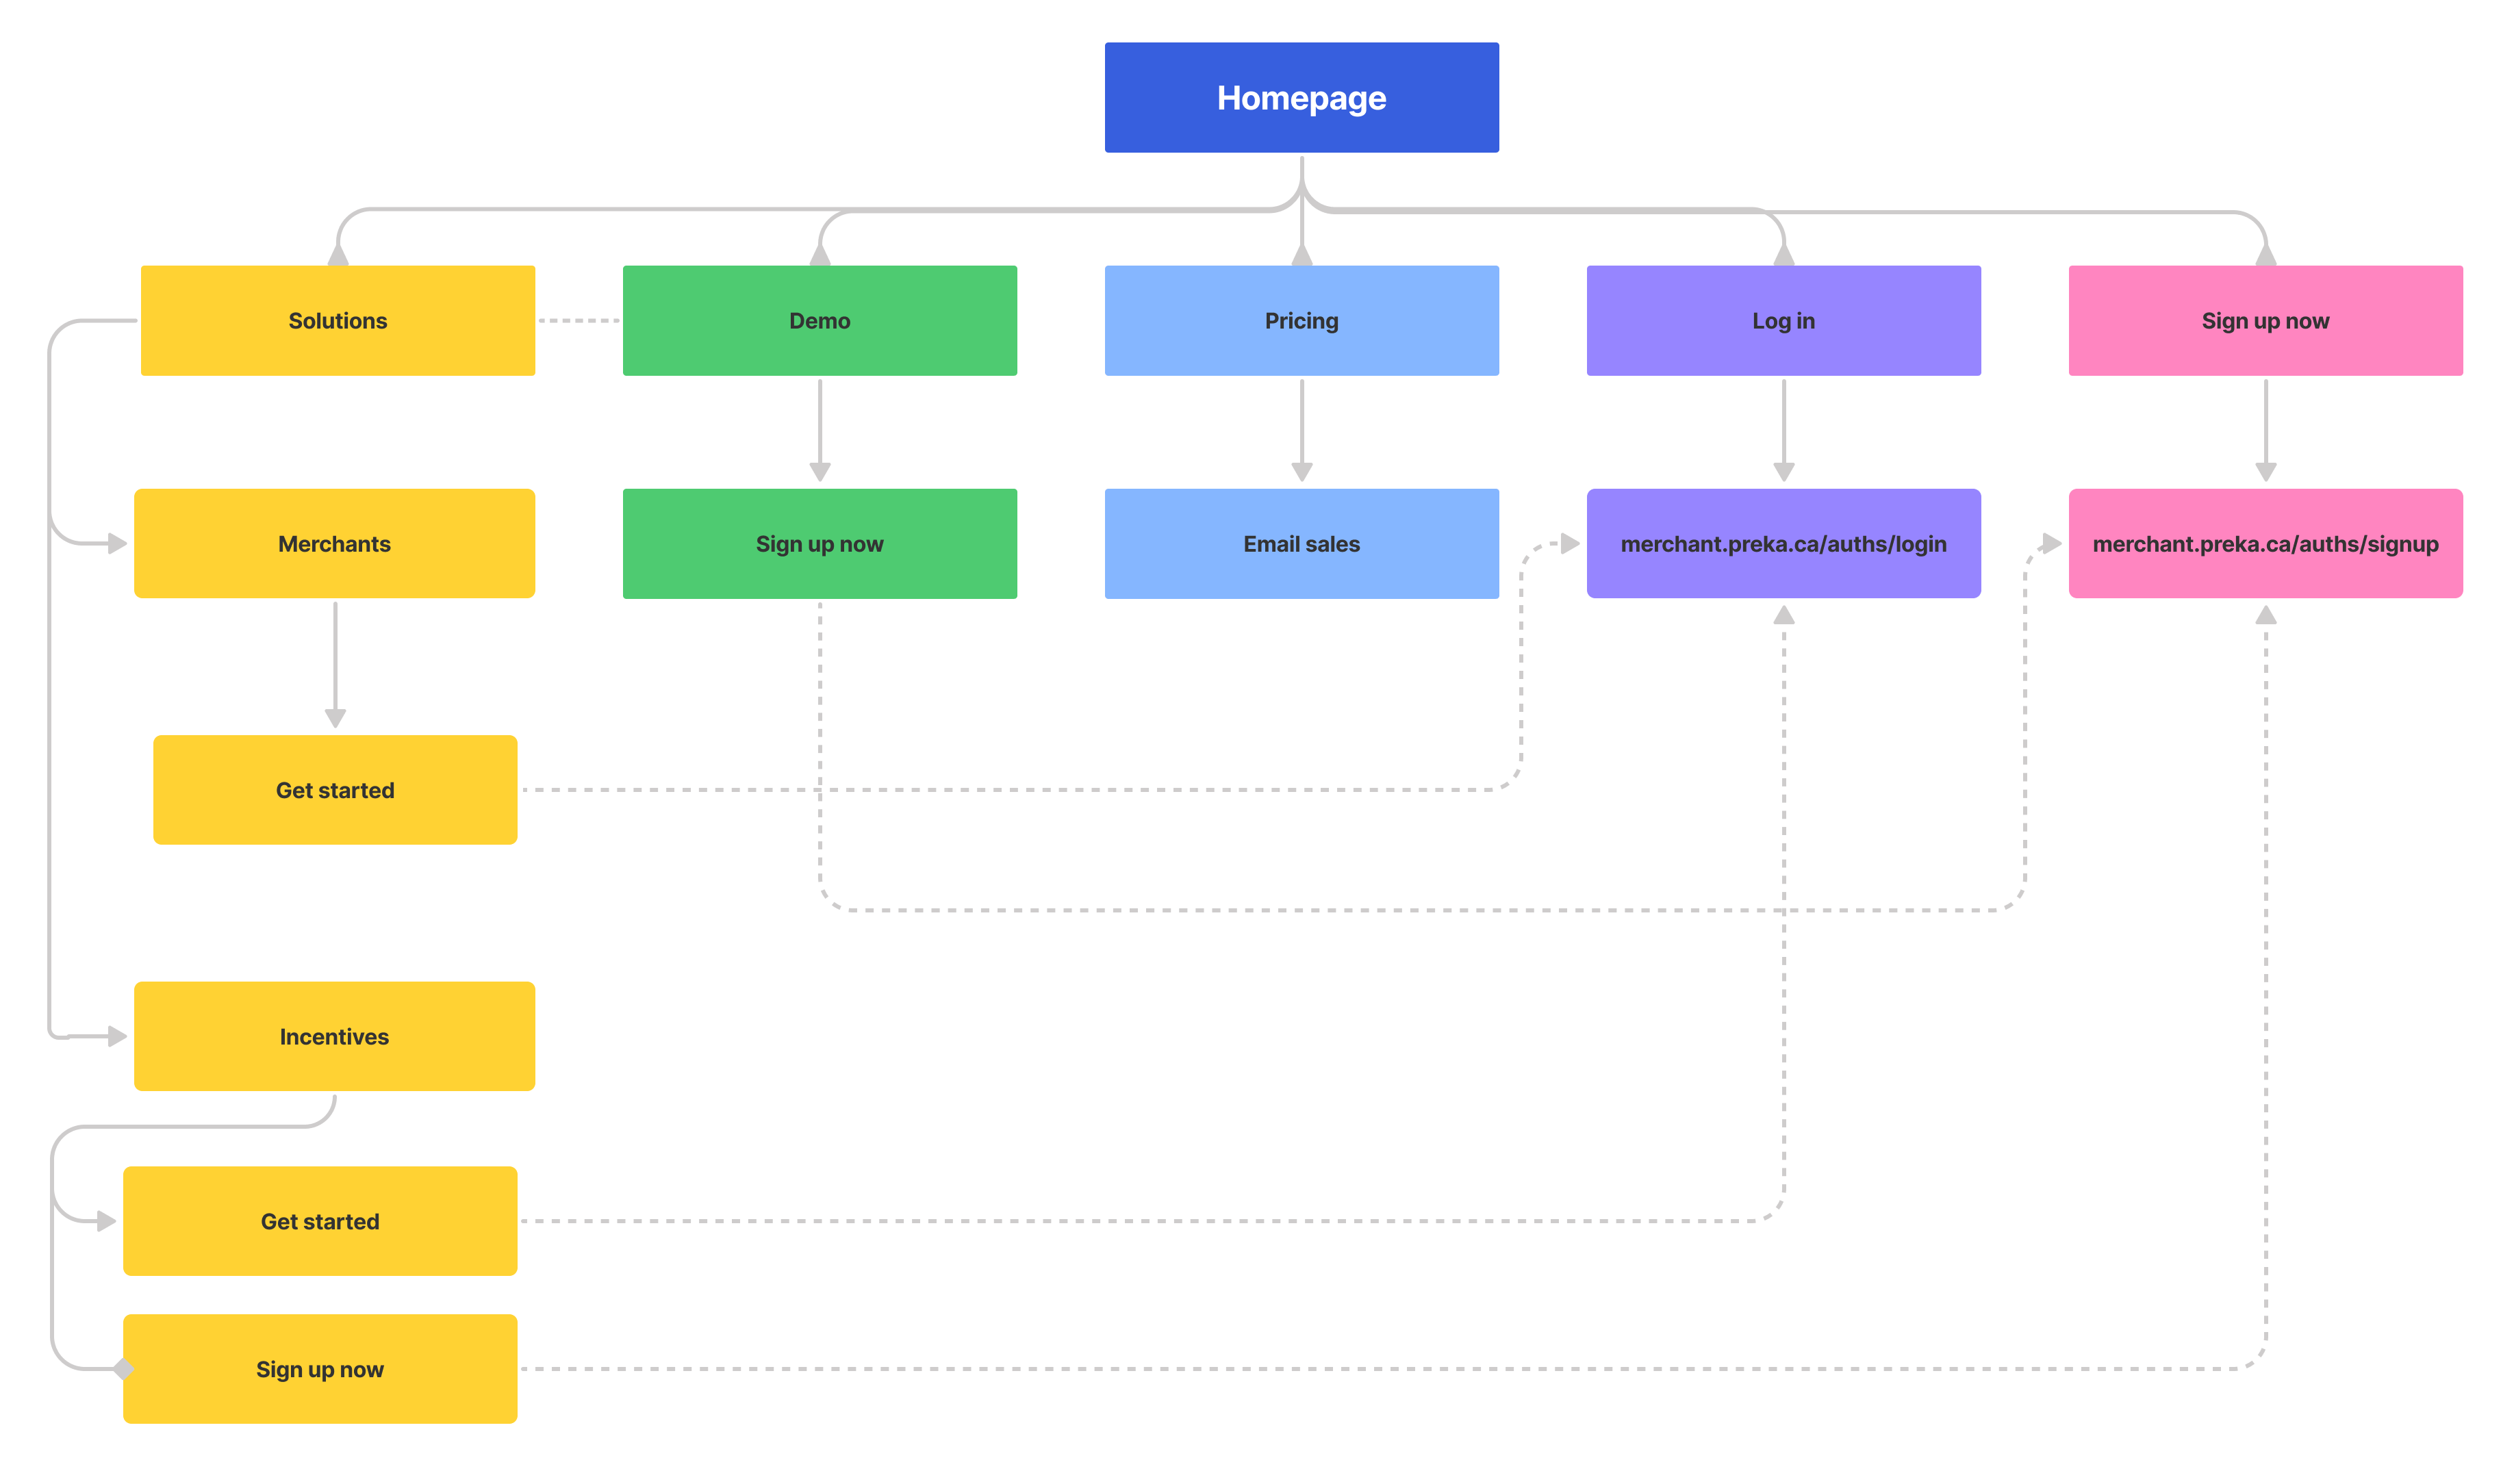 Homepage
Solutions
Demo
Pricing
Log in
Sign up now
Merchants
Sign up now
Email sales
merchant.preka.ca/auths/login
merchant.preka.ca/auths/signup
Get started
Incentives
Get started
Sign up now